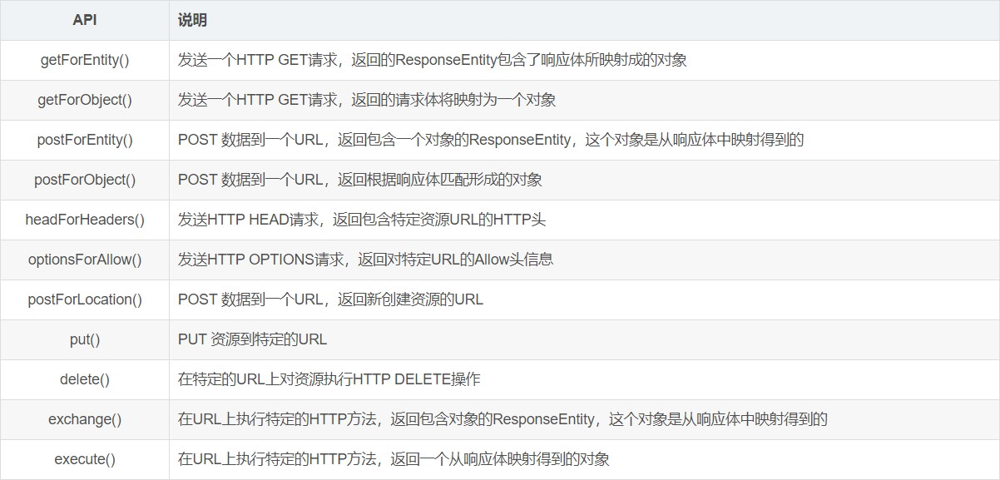 API 说明
getForEntity() 发送一个HTTP GET请求，返回的ResponseEntity包含了响应体所映射成的对象
getForObject() 发送一个HTTP GET请求，返回的请求体将映射为一个对象
postForEntity() POST 数据到一个URL，返回包含一个对象的ResponseEntity，这个对象是从响应体中映射得到的
postForObject() POST 数据到一个URL，返回根据响应体匹配形成的对象
headForHeaders() 发送HTTP HEAD请求，返回包含特定资源URL的HTTP头
optionsForAllow() 发送HTTP OPTIONS请求，返回对特定URL的Allow头信息
postForLocation() POST 数据到一个URL，返回新创建资源的URL
put() PUT 资源到特定的URL
delete() 在特定的URL上对资源执行HTTP DELETE操作
exchange() 在URL上执行特定的HTTP方法，返回包含对象的ResponseEntity，这个对象是从响应体中映射得到的
execute() 在URL上执行特定的HTTP方法，返回一个从响应体映射得到的对象